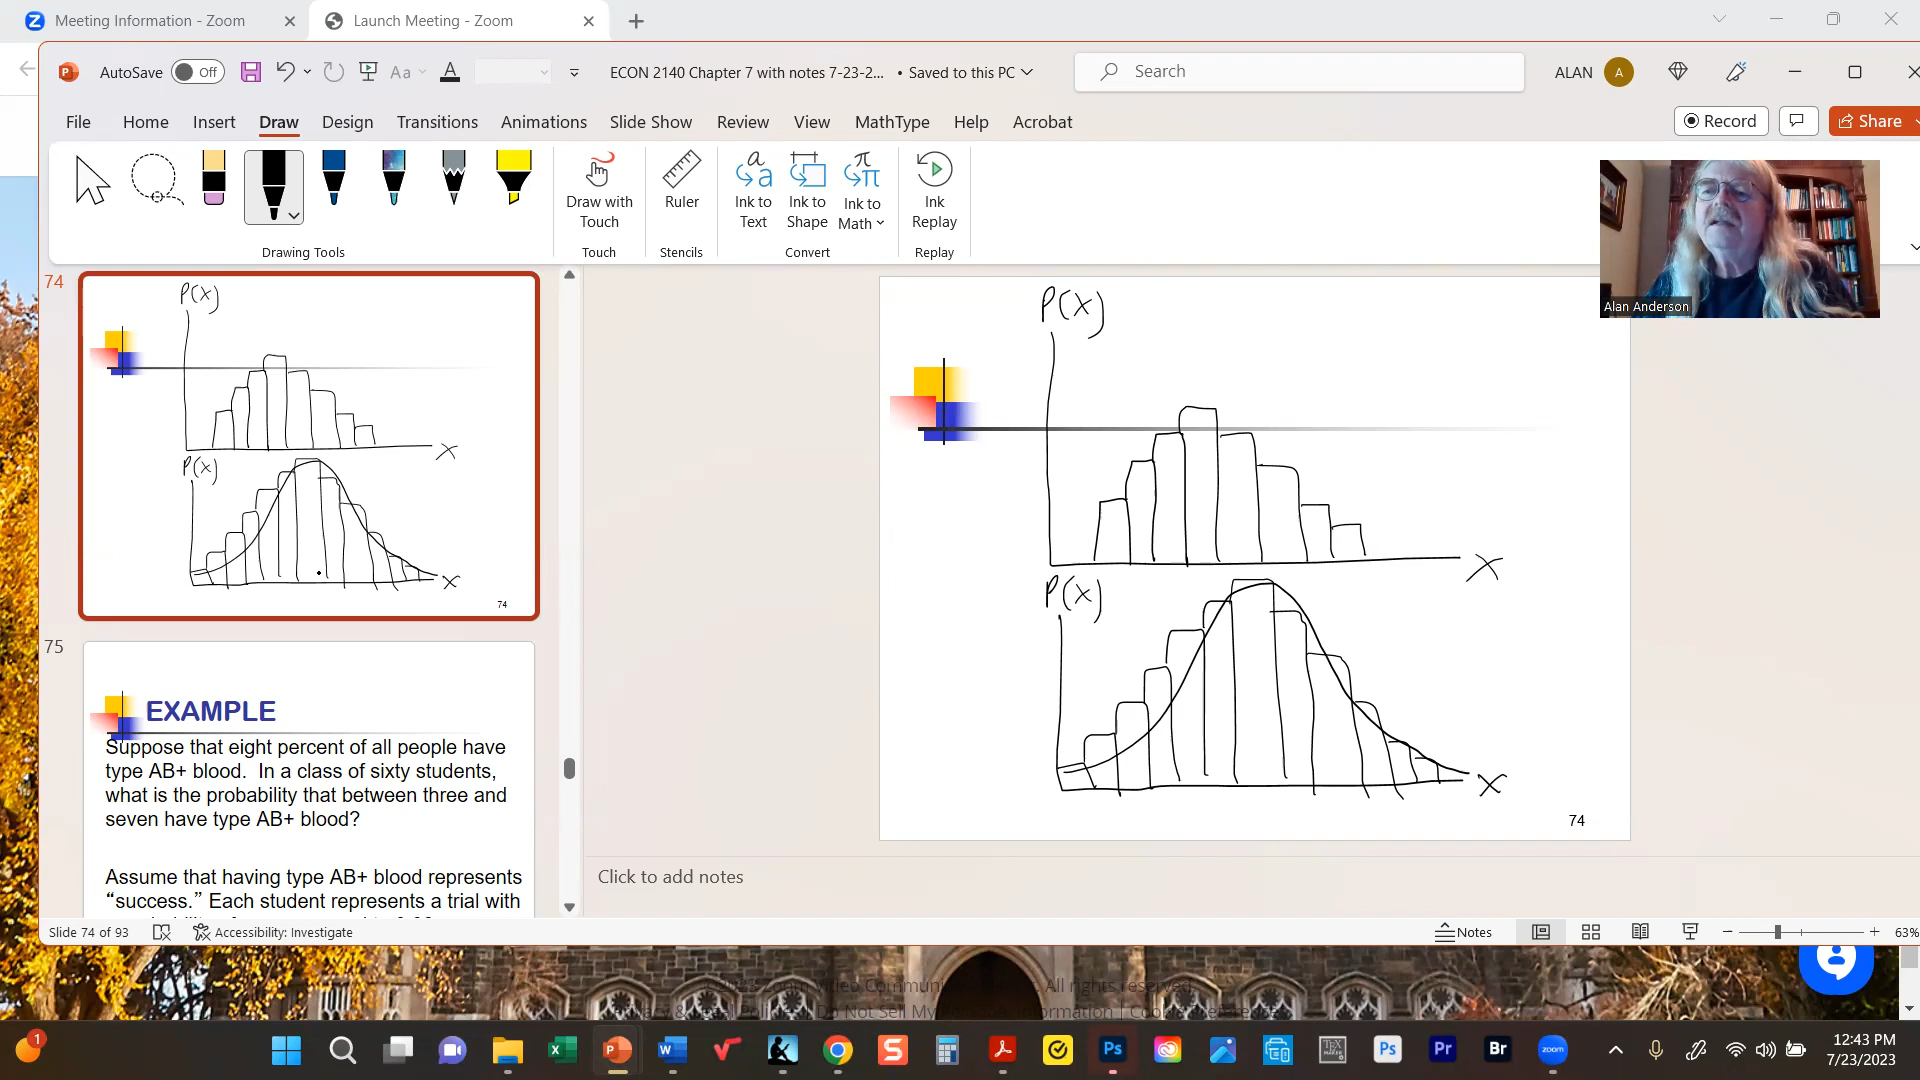 Meeting Information - Zoom
Launch Meeting - Zoom
AutoSave Off
ECON 2140 Chapter 7 with notes 7-23-2... • Saved to this PC
Search
ALAN A
File Home Insert Draw Design Transitions Animations Slide Show Review View MathType Help Acrobat
Record
Share
Draw with Touch
Ruler
Ink to Text
Ink to Shape
Ink to Math
Ink Replay
Drawing Tools
Touch
Stencils
Convert
Replay
Alan Anderson
74
P(X)
X
P(X)
X
74
75
EXAMPLE
Suppose that eight percent of all people have
type AB+ blood. In a class of sixty students,
what is the probability that between three and
seven have type AB+ blood?
Assume that having type AB+ blood represents
“success.” Each student represents a trial with
P(X)
X
P(X)
X
74
Click to add notes
Slide 74 of 93
Accessibility: Investigate
Notes
63%
12:43 PM
7/23/2023